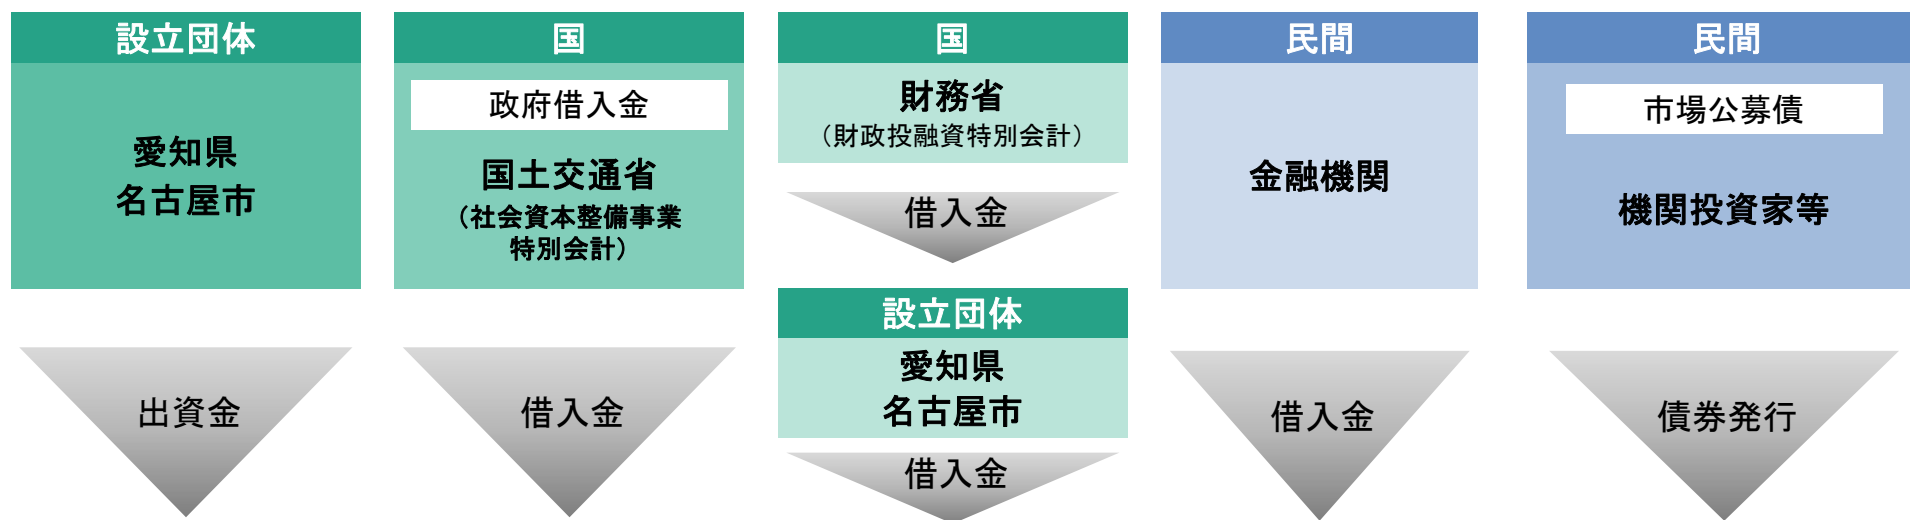 設立団体
愛知県
名古屋市
出資金
国
政府借入金
国土交通省
（社会資本整備事業
特別会計）
借入金
国
財務省
（財政投融資特別会計）
借入金
設立団体
愛知県
名古屋市
借入金
民間
金融機関
借入金
民間
市場公募債
機関投資家等
債券発行